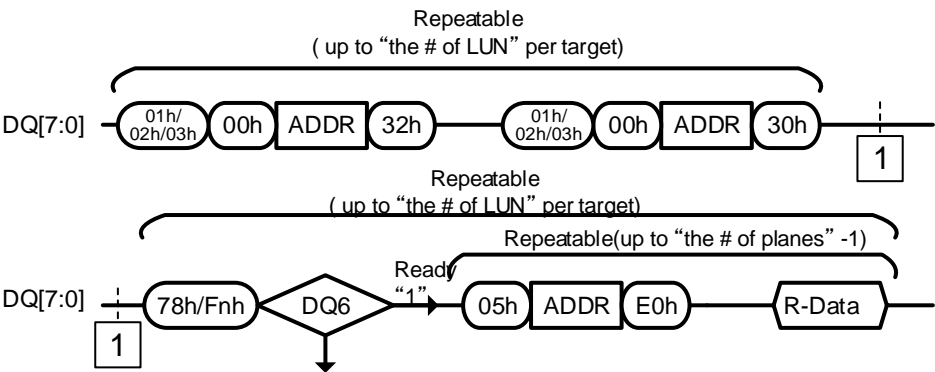 Repeatable
( up to “the # of LUN” per target)
DQ[7:0] 01h/ 02h/03h 00h ADDR 32h 01h/ 02h/03h 00h ADDR 30h
1
Repeatable
( up to “the # of LUN” per target)
Repeatable(up to “the # of planes” -1)
Ready
“1”
DQ[7:0] 78h/Fnh DQ6 05h ADDR E0h R-Data
1